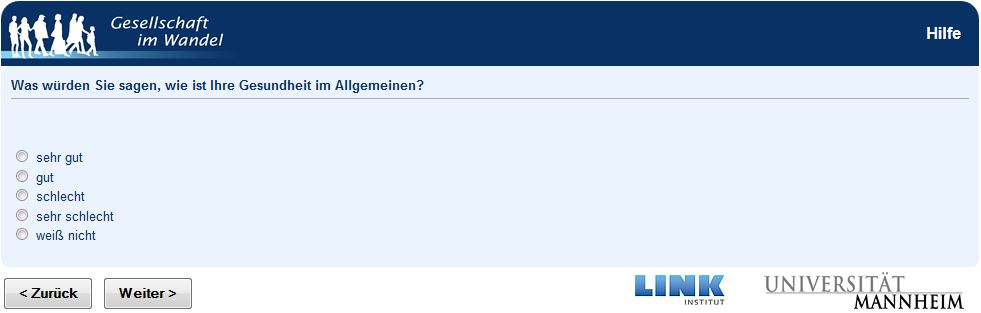 Gesellschaft
im Wandel
Hilfe
Was würden Sie sagen, wie ist Ihre Gesundheit im Allgemeinen?
sehr gut
gut
schlecht
sehr schlecht
weiß nicht
< Zurück
Weiter >
LINK
INSTITUT
UNIVERSITÄT
MANNHEIM